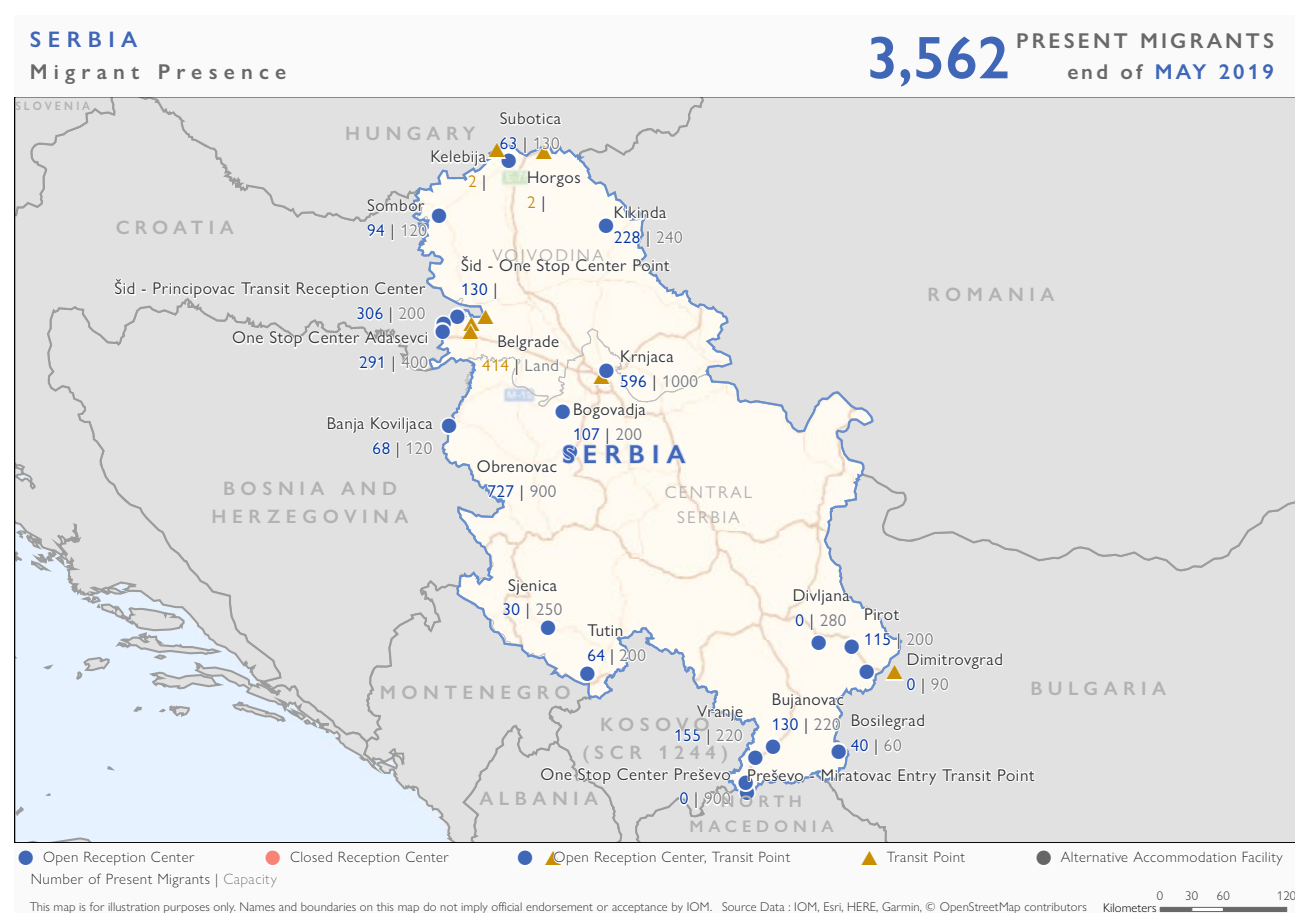 SERBIA
Migrant Presence
3,562 PRESENT MIGRANTS
end of MAY 2019
SLOVENIA
HUNGARY
Subotica
63 | 130
Kelebija
2 |
Horgos
2 |
Sombor
94 | 120
CROATIA
Kikinda
228 | 240
VOJVODINA
Šid - One Stop Center Point
130 |
Šid - Principovac Transit Reception Center
306 | 200
ROMANIA
One Stop Center Adasevci
291 | 400
Belgrade
414 | Land
Krnjaca
596 | 1000
Bogovadja
107 | 200
Banja Koviljaca
68 | 120
SERBIA
Obrenovac
727 | 900
BOSNIA AND
HERZEGOVINA
CENTRAL
SERBIA
Sjenica
30 | 250
Divljana
0 | 280
Pirot
115 | 200
Tutin
64 | 200
Dimitrovgrad
0 | 90
MONTENEGRO
BULGARIA
Bujanovac
130 | 220
Vranje
155 | 220
KOSOVO
(SCR 1244)
Bosilegrad
40 | 60
One Stop Center Preševo
0 | 900
Preševo - Miratovac Entry Transit Point
ALBANIA
NORTH
MACEDONIA
Open Reception Center
Closed Reception Center
Open Reception Center, Transit Point
Transit Point
Alternative Accommodation Facility
Number of Present Migrants | Capacity
This map is for illustration purposes only. Names and boundaries on this map do not imply official endorsement or acceptance by IOM. Source Data : IOM, Esri, HERE, Garmin, © OpenStreetMap contributors
Kilometers
0 30 60 120